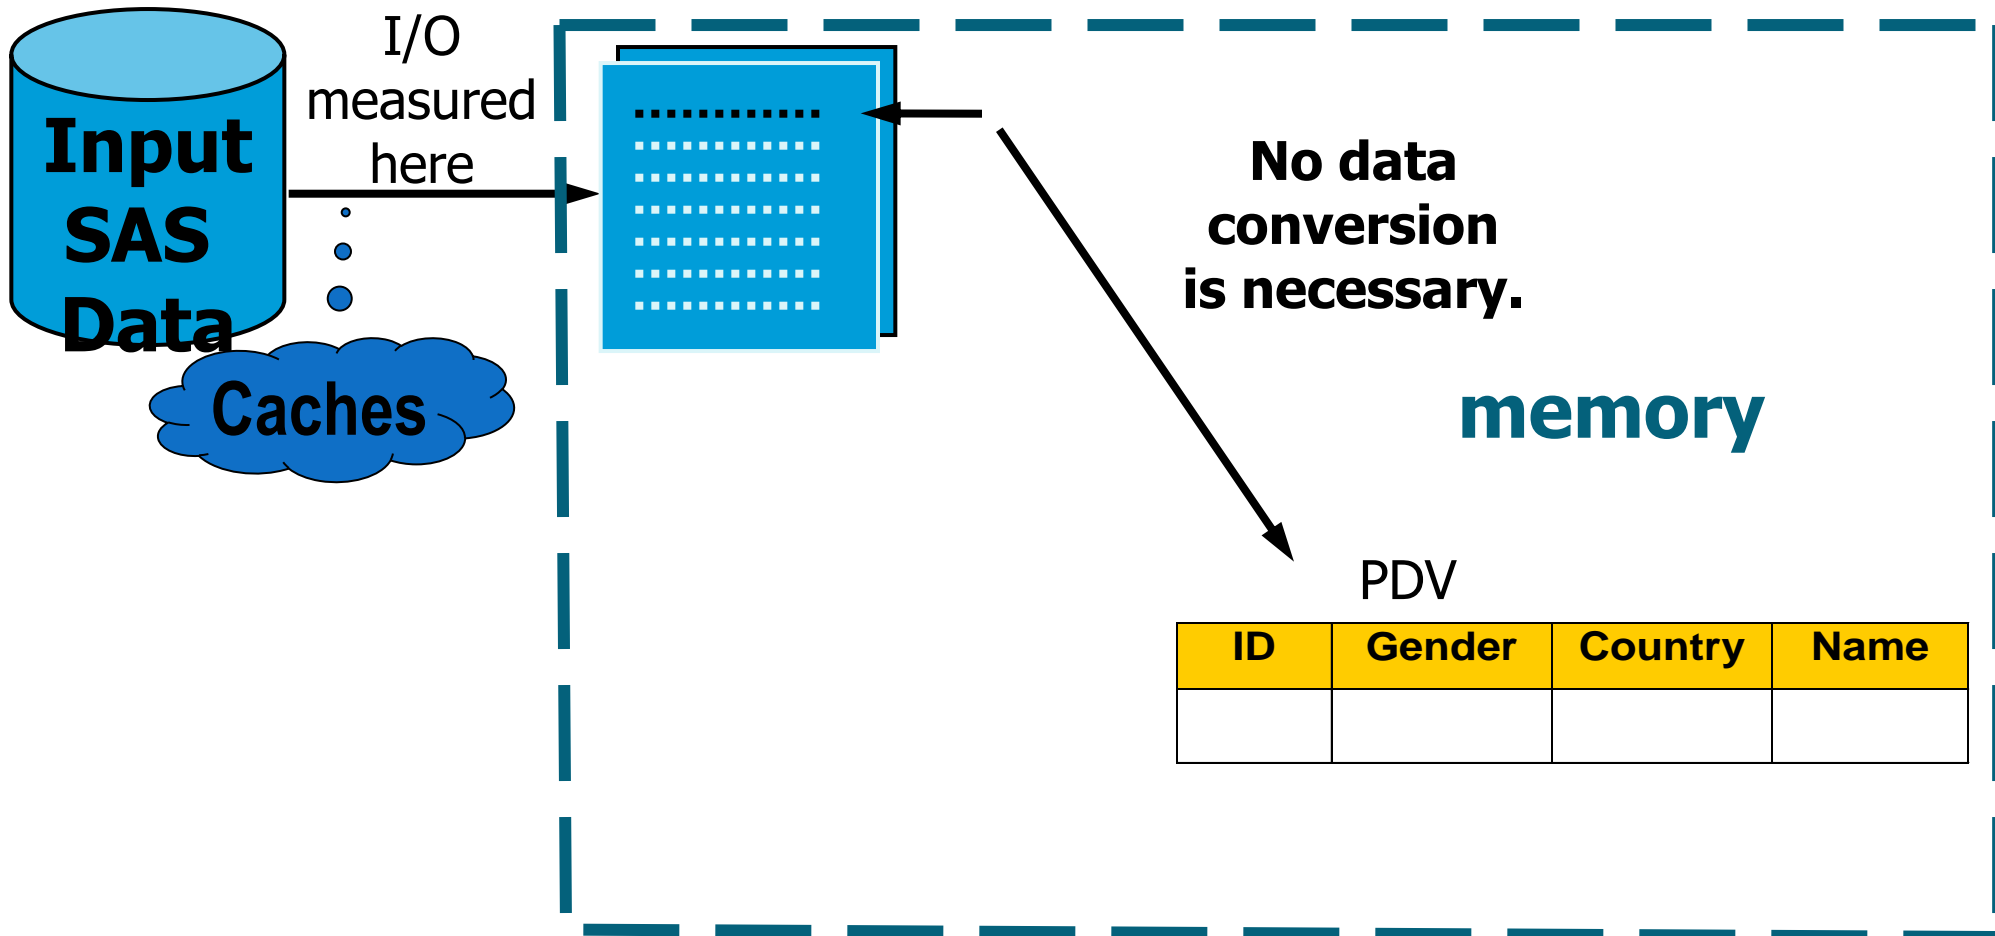 Input
SAS
Data
I/O
measured
here
Caches
No data
conversion
is necessary.
memory
PDV
ID Gender Country Name